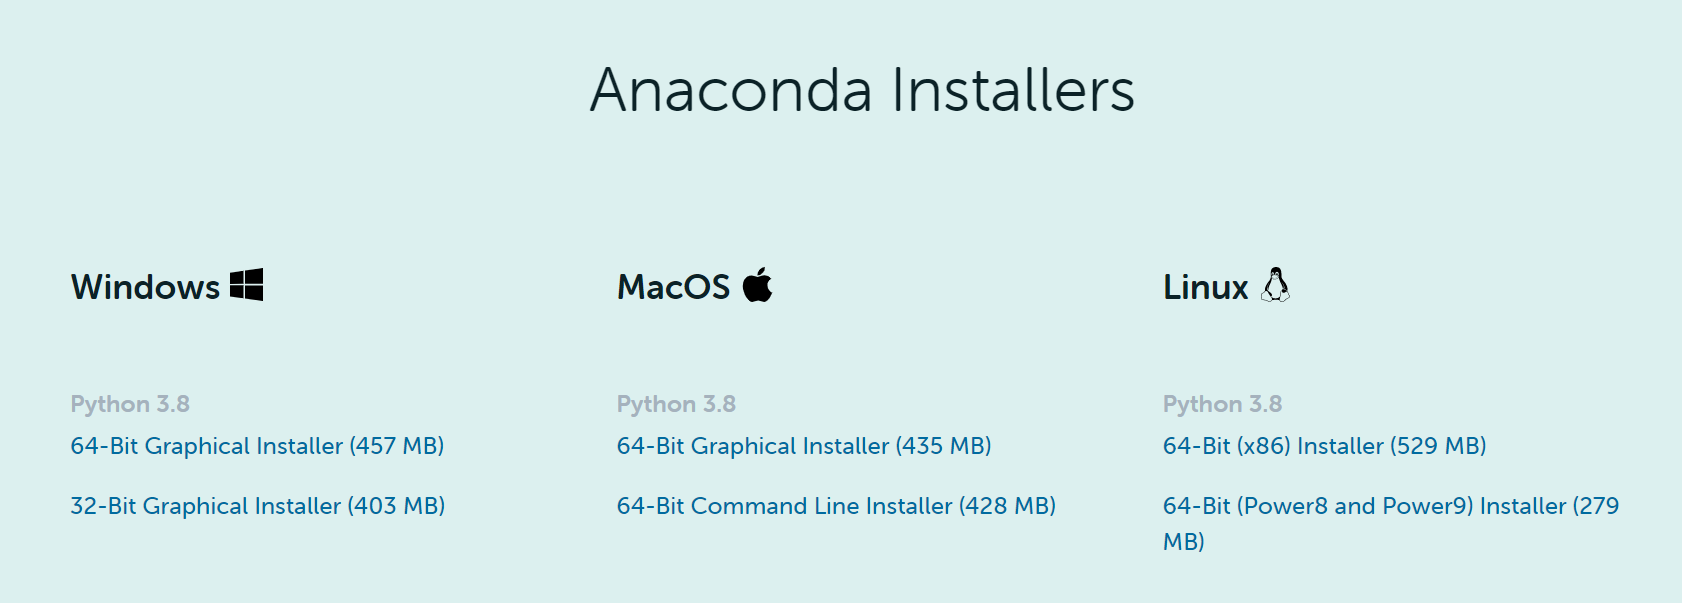 Anaconda Installers
Windows
Python 3.8
64-Bit Graphical Installer (457 MB)
32-Bit Graphical Installer (403 MB)
MacOS
Python 3.8
64-Bit Graphical Installer (435 MB)
64-Bit Command Line Installer (428 MB)
Linux
Python 3.8
64-Bit (x86) Installer (529 MB)
64-Bit (Power8 and Power9) Installer (279
MB)